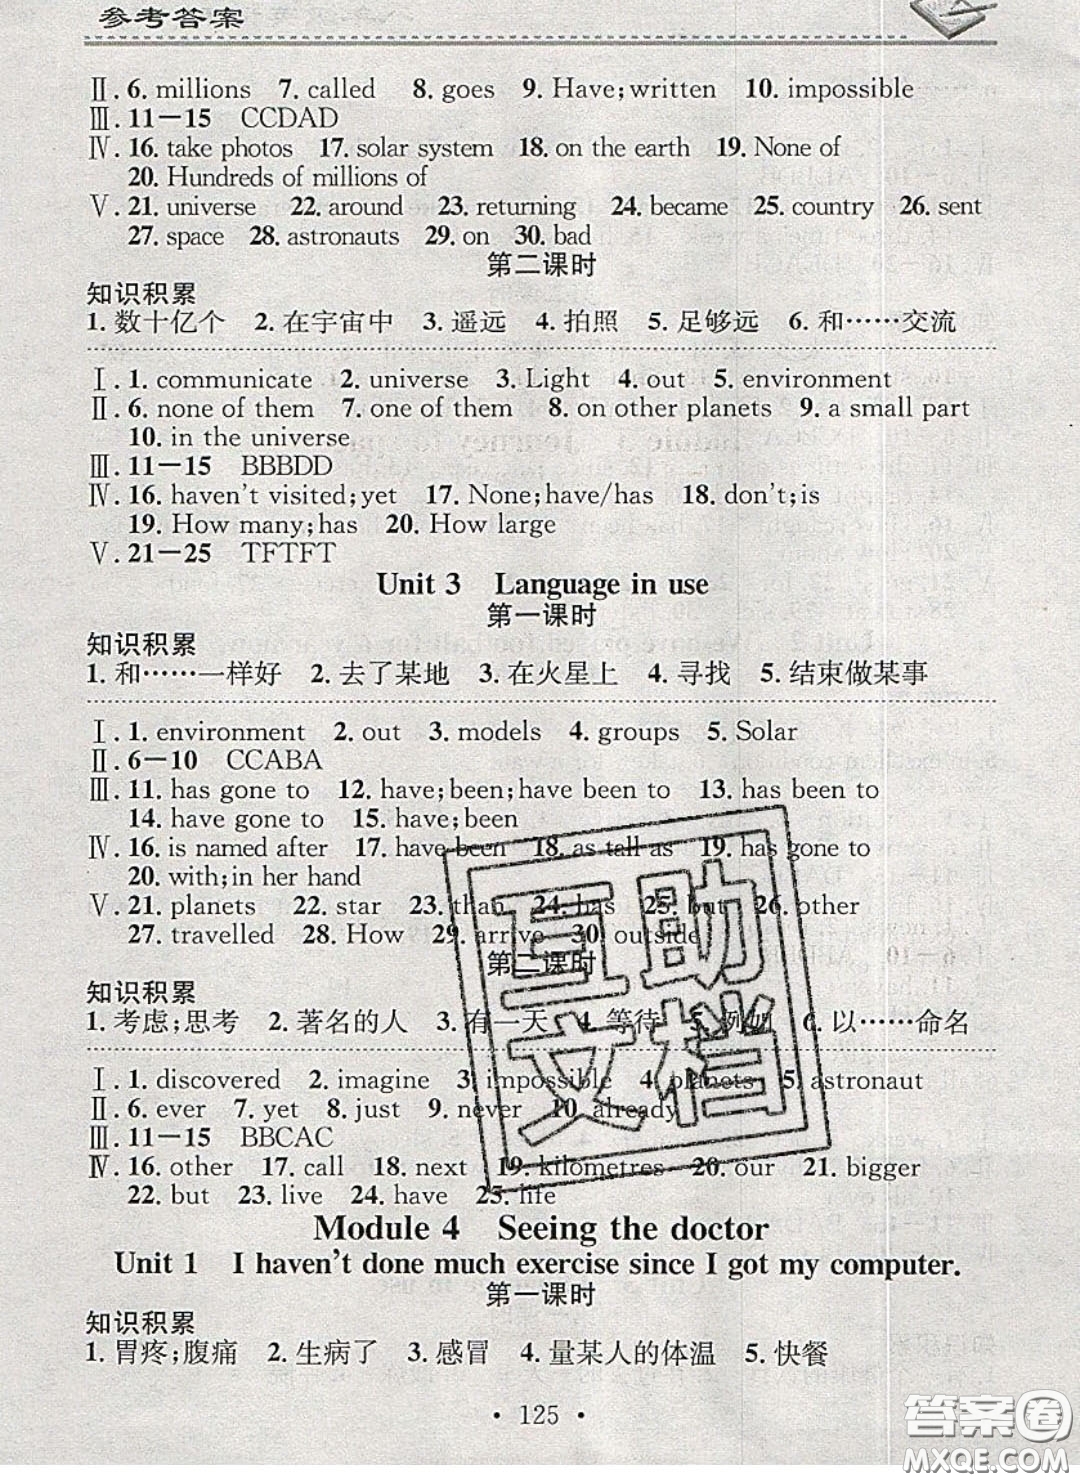 参考答案
Ⅱ. 6. millions 7. called 8. goes 9. Have;written 10. impossible
Ⅲ. 11—15 CCDAD
Ⅳ. 16. take photos 17. solar system 18. on the earth 19. None of
20. Hundreds of millions of
Ⅴ. 21. universe 22. around 23. returning 24. became 25. country 26. sent
27. space 28. astronauts 29. on 30. bad
第二课时
知识积累
1. 数十亿个 2. 在宇宙中 3. 遥远 4. 拍照 5. 足够远 6. 和……交流
Ⅰ. 1. communicate 2. universe 3. Light 4. out 5. environment
Ⅱ. 6. none of them 7. one of them 8. on other planets 9. a small part
10. in the universe
Ⅲ. 11—15 BBBDD
Ⅳ. 16. haven't visited;yet 17. None;have/has 18. don't;is
19. How many;has 20. How large
Ⅴ. 21—25 TFTFT
Unit 3 Language in use
第一课时
知识积累
1. 和……一样好 2. 去了某地 3. 在火星上 4. 寻找 5. 结束做某事
Ⅰ. 1. environment 2. out 3. models 4. groups 5. Solar
Ⅱ. 6—10 CCABA
Ⅲ. 11. has gone to 12. have;been;have been to 13. has been to
14. have gone to 15. have;been
Ⅳ. 16. is named after 17. have been 18. as tall as 19. has gone to
20. with;in her hand
Ⅴ. 21. planets 22. star 23. than 24. has 25. but 26. other
27. travelled 28. How 29. arrive 30. outside
第二课时
知识积累
1. 考虑;思考 2. 著名的人 3. 有一天 4. 等待 5. 例如 6. 以……命名
Ⅰ. 1. discovered 2. imagine 3. impossible 4. planets 5. astronaut
Ⅱ. 6. ever 7. yet 8. just 9. never 10. already
Ⅲ. 11—15 BBCAC
Ⅳ. 16. other 17. call 18. next 19. kilometres 20. our 21. bigger
22. but 23. live 24. have 25. life
Module 4 Seeing the doctor
Unit 1 I haven't done much exercise since I got my computer.
第一课时
知识积累
1. 胃疼;腹痛 2. 生病了 3. 感冒 4. 量某人的体温 5. 快餐
· 125 ·
互助
文档
答案圈
MXQE.COM